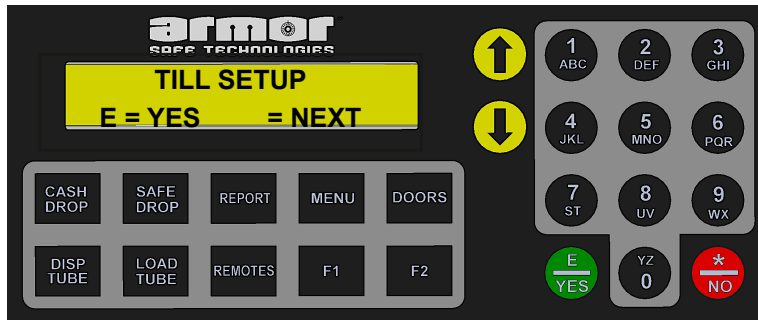 armor
SAFE TECHNOLOGIES
TILL SETUP
E = YES = NEXT
CASH DROP
SAFE DROP
REPORT
MENU
DOORS
DISP TUBE
LOAD TUBE
REMOTES
F1
F2
1
ABC
2
DEF
3
GHI
4
JKL
5
MNO
6
PQR
7
ST
8
UV
9
WX
E
YES
YZ
0
*
NO